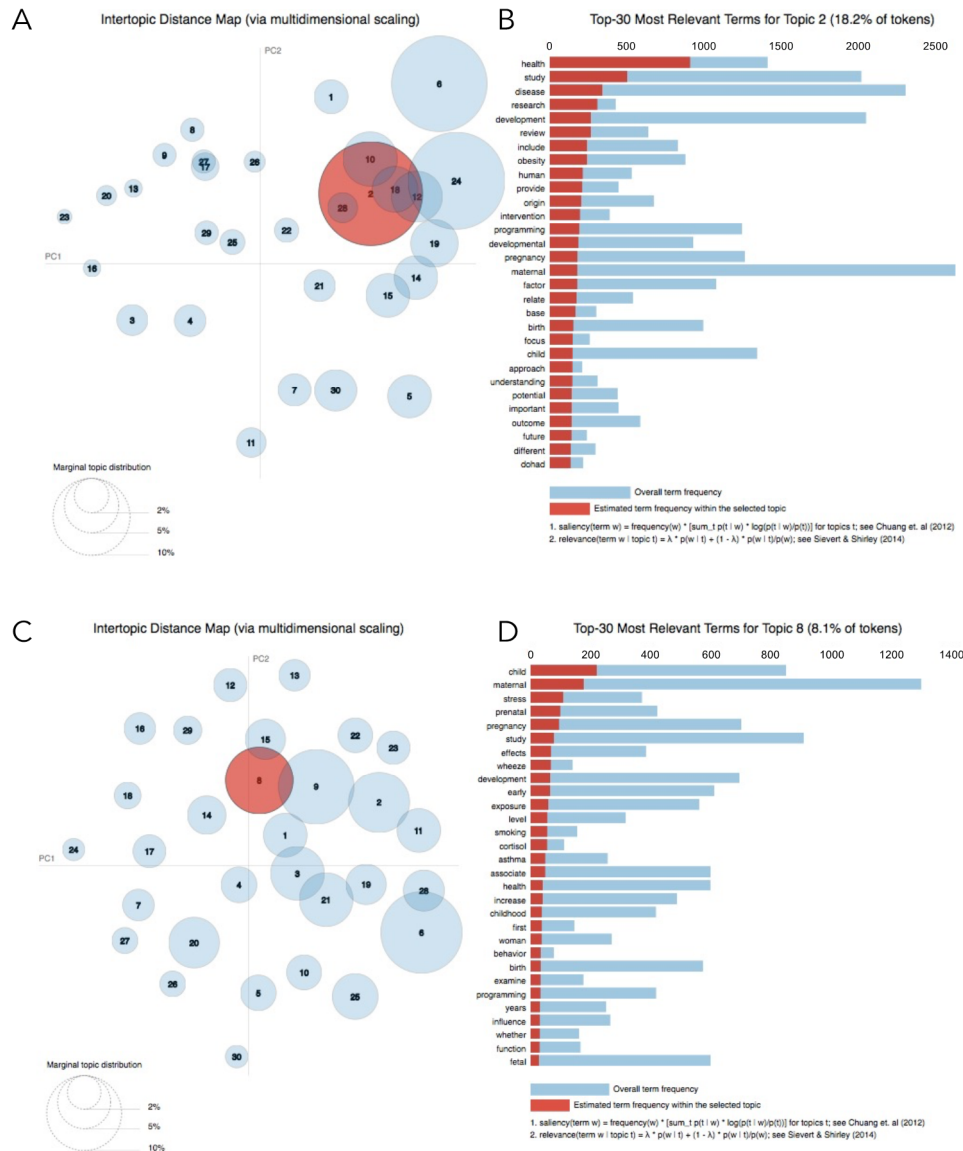 A
Intertopic Distance Map (via multidimensional scaling)
PC2
PC1
6
1
8
9
27
17
26
10
2
18
12
24
28
20
13
23
29
25
22
19
16
21
14
15
3
4
7
30
5
11
Marginal topic distribution
2%
5%
10%
B
Top-30 Most Relevant Terms for Topic 2 (18.2% of tokens)
0 500 1000 1500 2000 2500
health
study
disease
research
development
review
include
obesity
human
provide
origin
intervention
programming
developmental
pregnancy
maternal
factor
relate
base
birth
focus
child
approach
understanding
potential
important
outcome
future
different
dohad
Overall term frequency
Estimated term frequency within the selected topic
1. saliency(term w) = frequency(w) * [sum_t p(t | w) * log(p(t | w)/p(t))] for topics t; see Chuang et. al (2012)
2. relevance(term w | topic t) = λ * p(w | t) + (1 - λ) * p(w | t)/p(w); see Sievert & Shirley (2014)
C
Intertopic Distance Map (via multidimensional scaling)
PC2
PC1
13
12
16
29
15
22
23
8
9
2
18
14
11
1
24
17
3
4
19
28
21
7
6
27
20
10
26
5
25
30
Marginal topic distribution
2%
5%
10%
D
Top-30 Most Relevant Terms for Topic 8 (8.1% of tokens)
0 200 400 600 800 1000 1200 1400
child
maternal
stress
prenatal
pregnancy
study
effects
wheeze
development
early
exposure
level
smoking
cortisol
asthma
associate
health
increase
childhood
first
woman
behavior
birth
examine
programming
years
influence
whether
function
fetal
Overall term frequency
Estimated term frequency within the selected topic
1. saliency(term w) = frequency(w) * [sum_t p(t | w) * log(p(t | w)/p(t))] for topics t; see Chuang et. al (2012)
2. relevance(term w | topic t) = λ * p(w | t) + (1 - λ) * p(w | t)/p(w); see Sievert & Shirley (2014)